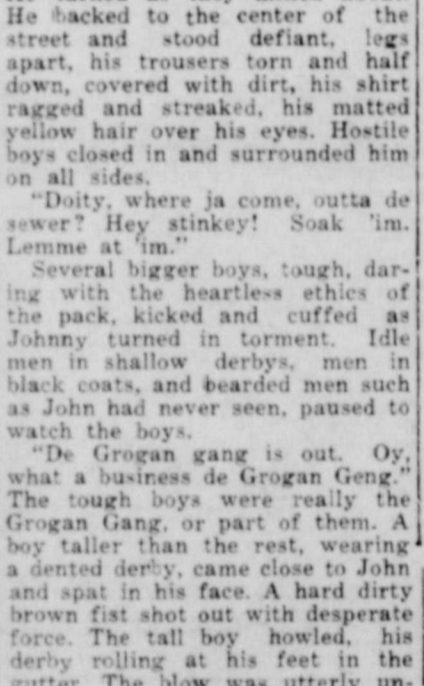 He backed to the center of the
street and stood defiant, legs
apart, his trousers torn and half
down, covered with dirt, his shirt
ragged and streaked, his matted
yellow hair over his eyes. Hostile
boys closed in and surrounded him
on all sides.
"Doity, where ja come, outta de
sewer? Hey stinkey! Soak 'im.
Lemme at 'im."
Several bigger boys, tough, dar-
ing with the heartless ethics of
the pack, kicked and cuffed as
Johnny turned in torment. Idle
men in shallow derbys, men in
black coats, and bearded men such
as John had never seen, paused to
watch the boys.
"De Grogan gang is out. Oy,
what a business de Grogan Geng."
The tough boys were really the
Grogan Gang, or part of them. A
boy taller than the rest, wearing
a dented derby, came close to John
and spat in his face. A hard dirty
brown fist shot out with desperate
force. The tall boy howled, his
derby rolling at his feet in the
gutter. The blow was utterly un-